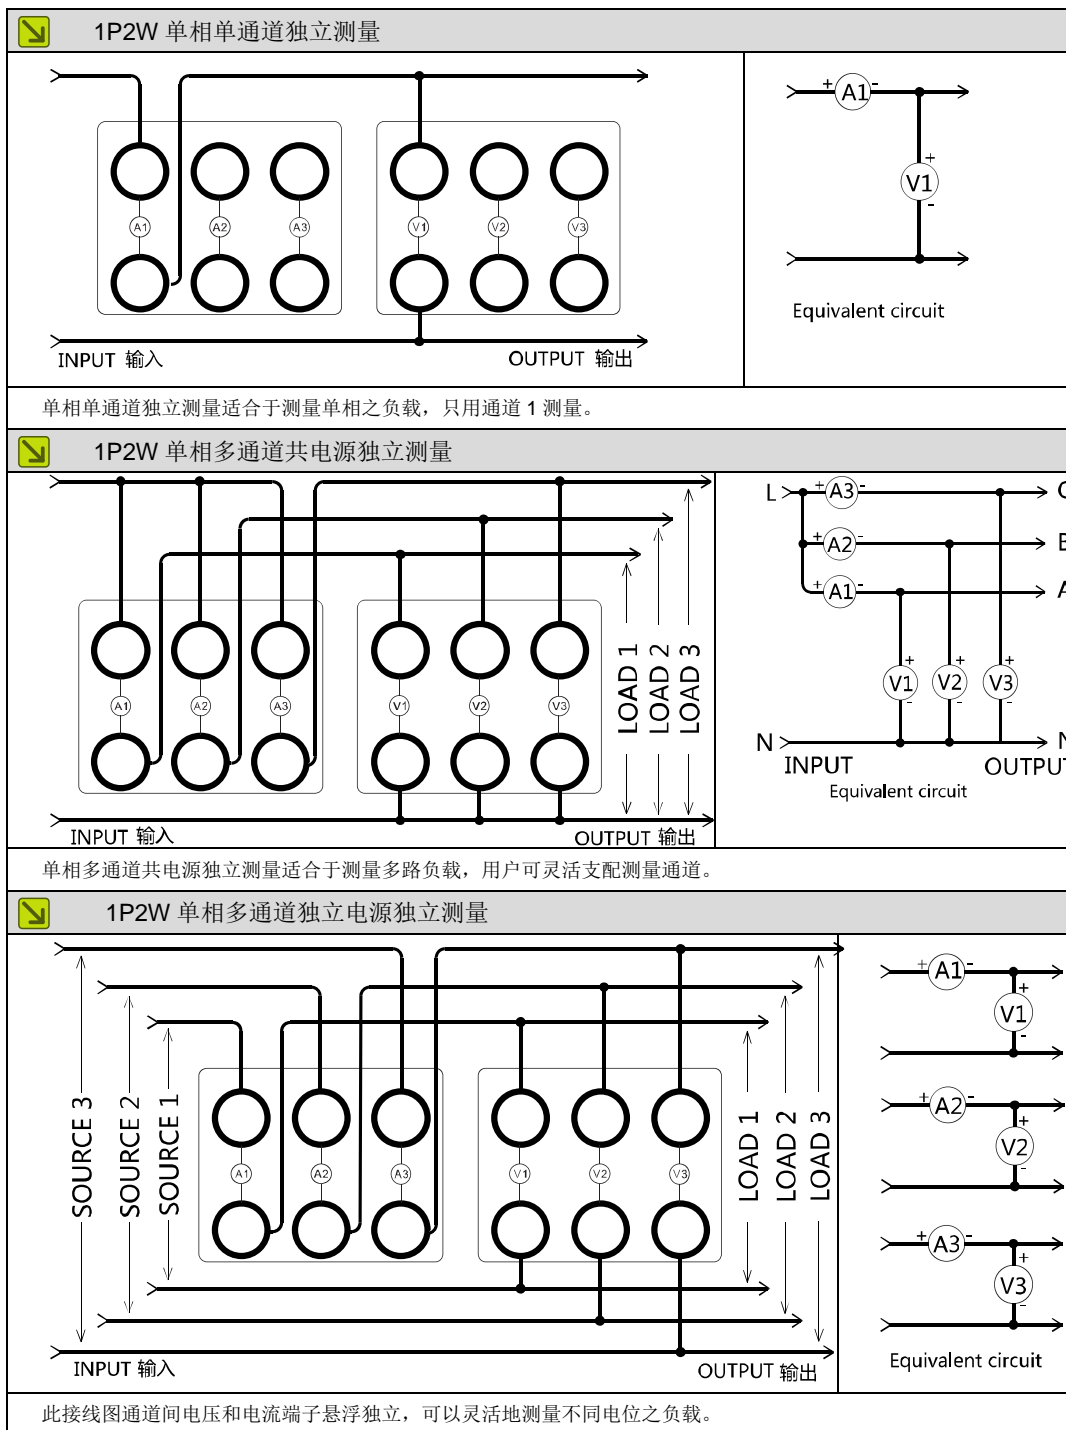 1P2W 单相单通道独立测量
A1 A2 A3 V1 V2 V3
INPUT 输入 OUTPUT 输出
+ A1 -
+
V1
-
Equivalent circuit
单相单通道独立测量适合于测量单相之负载，只用通道 1 测量。
1P2W 单相多通道共电源独立测量
A1 A2 A3 V1 V2 V3
LOAD 1
LOAD 2
LOAD 3
INPUT 输入 OUTPUT 输出
L + A3 -
+ A2 -
+ A1 -
+ + +
V1 V2 V3
- - -
N
INPUT OUTPUT
Equivalent circuit
单相多通道共电源独立测量适合于测量多路负载，用户可灵活支配测量通道。
1P2W 单相多通道独立电源独立测量
SOURCE 3
SOURCE 2
SOURCE 1
A1 A2 A3 V1 V2 V3
LOAD 1
LOAD 2
LOAD 3
INPUT 输入 OUTPUT 输出
+ A1 -
+
V1
-
+ A2 -
+
V2
-
+ A3 -
+
V3
-
Equivalent circuit
此接线图通道间电压和电流端子悬浮独立，可以灵活地测量不同电位之负载。